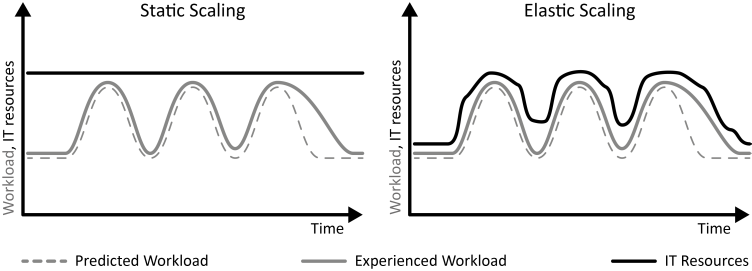 Static Scaling
Workload, IT resources
Time
Elastic Scaling
Workload, IT resources
Time
Predicted Workload
Experienced Workload
IT Resources